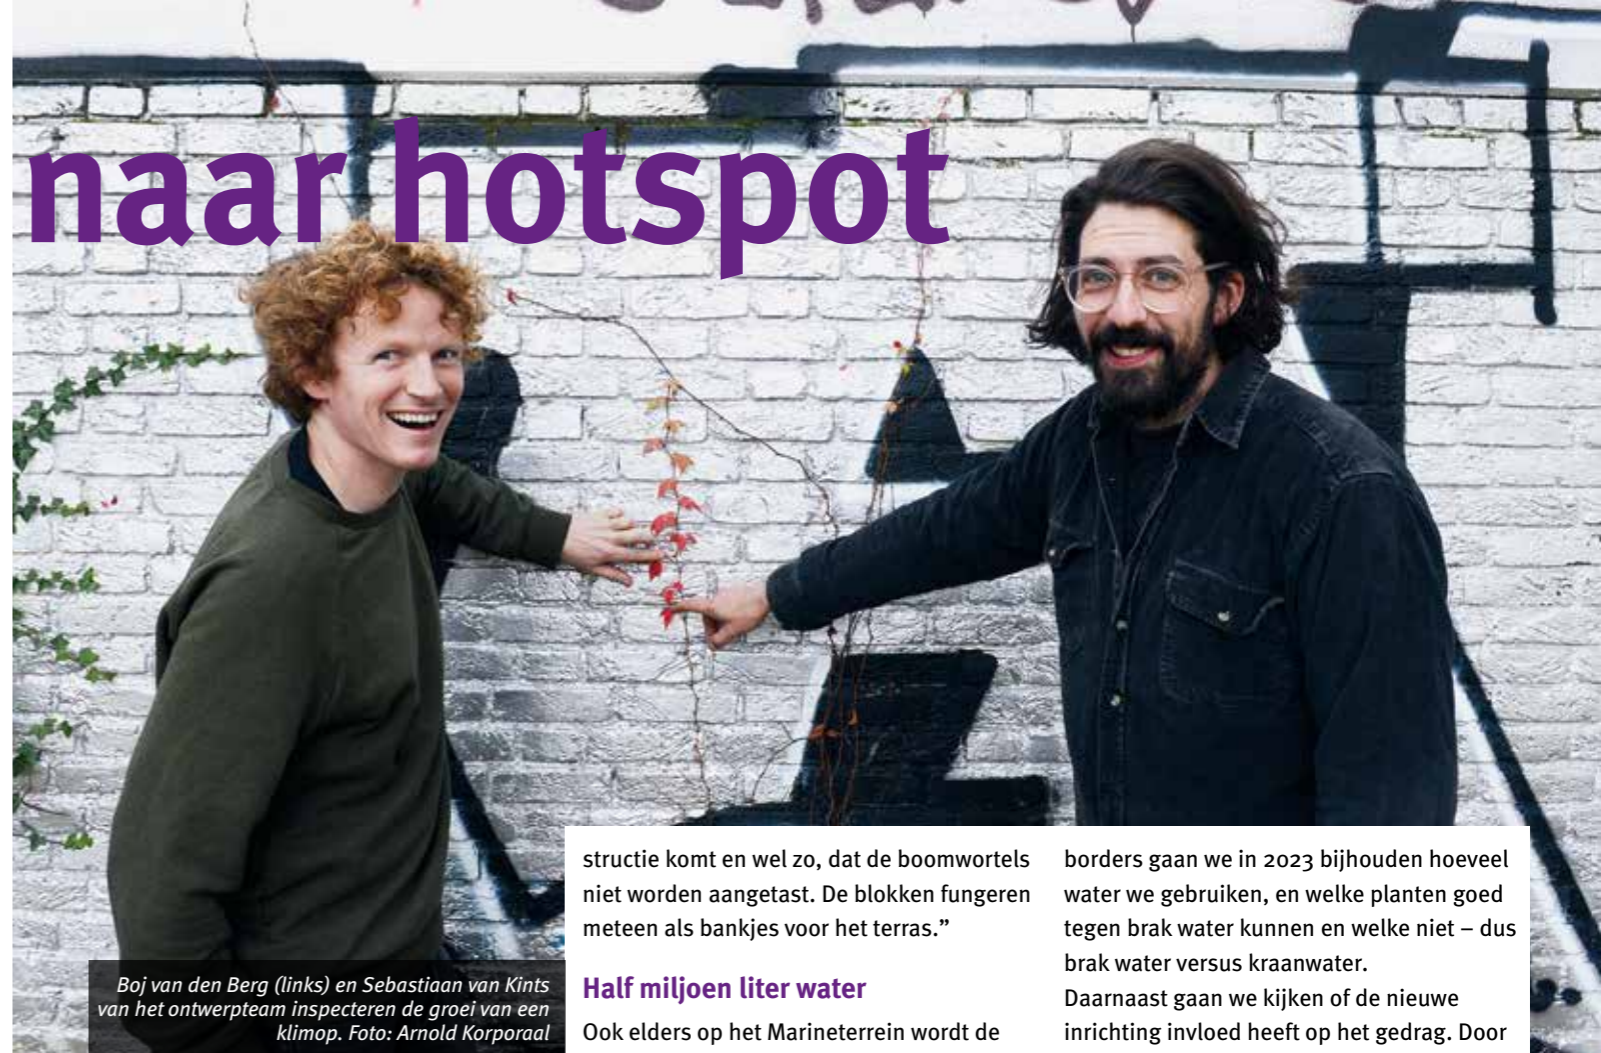 naar hotspot
Boj van den Berg (links) en Sebastiaan van Kints
van het ontwerpteam inspecteren de groei van een
klimop. Foto: Arnold Korporaal
structie komt en wel zo, dat de boomwortels
niet worden aangetast. De blokken fungeren
meteen als bankjes voor het terras.”
Half miljoen liter water
Ook elders op het Marineterrein wordt de
borders gaan we in 2023 bijhouden hoeveel
water we gebruiken, en welke planten goed
tegen brak water kunnen en welke niet – dus
brak water versus kraanwater.
Daarnaast gaan we kijken of de nieuwe
inrichting invloed heeft op het gedrag. Door